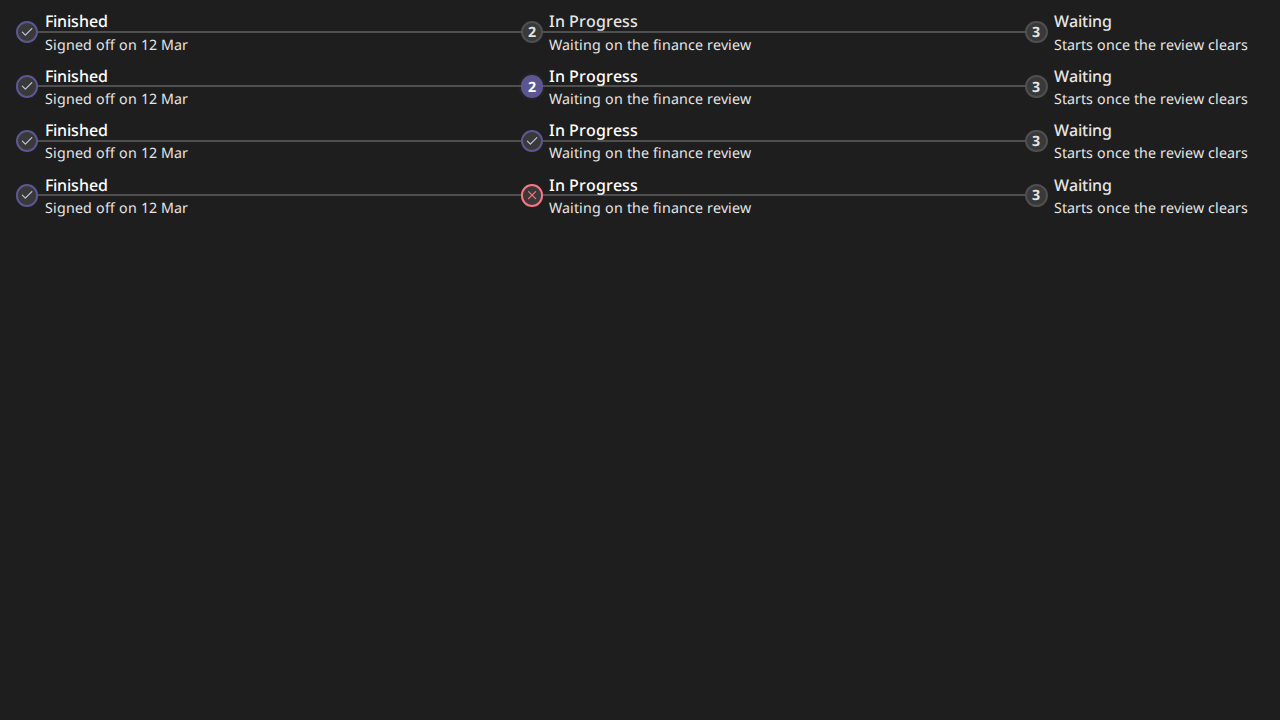 Finished
Signed off on 12 Mar
2
In Progress
Waiting on the finance review
3
Waiting
Starts once the review clears
Finished
Signed off on 12 Mar
2
In Progress
Waiting on the finance review
3
Waiting
Starts once the review clears
Finished
Signed off on 12 Mar
In Progress
Waiting on the finance review
3
Waiting
Starts once the review clears
Finished
Signed off on 12 Mar
In Progress
Waiting on the finance review
3
Waiting
Starts once the review clears